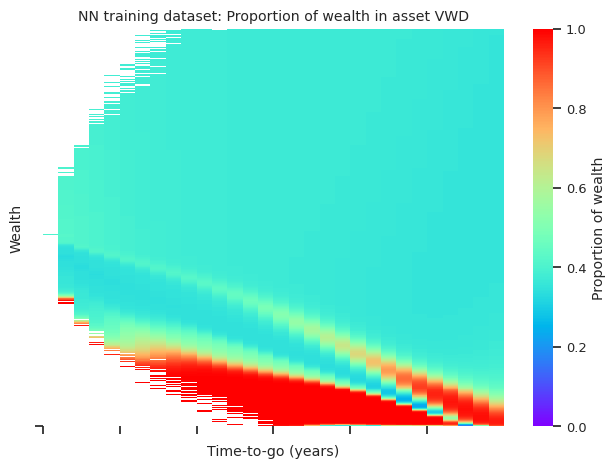 NN training dataset: Proportion of wealth in asset VWD
1.0
0.8
0.6
0.4
0.2
0.0
Proportion of wealth
Wealth
Time-to-go (years)